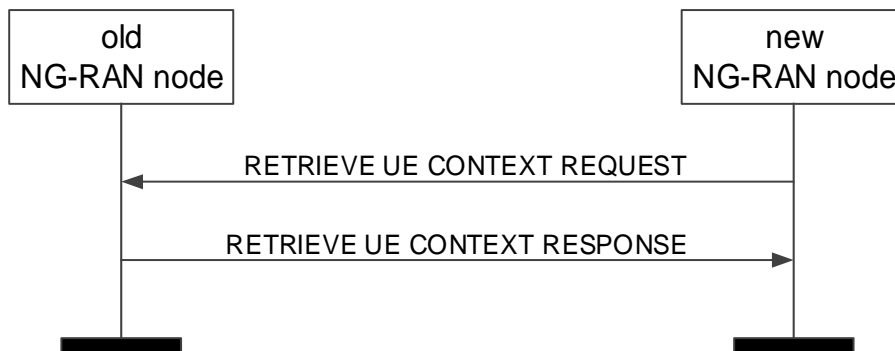 old
NG-RAN node
new
NG-RAN node
RETRIEVE UE CONTEXT REQUEST
RETRIEVE UE CONTEXT RESPONSE